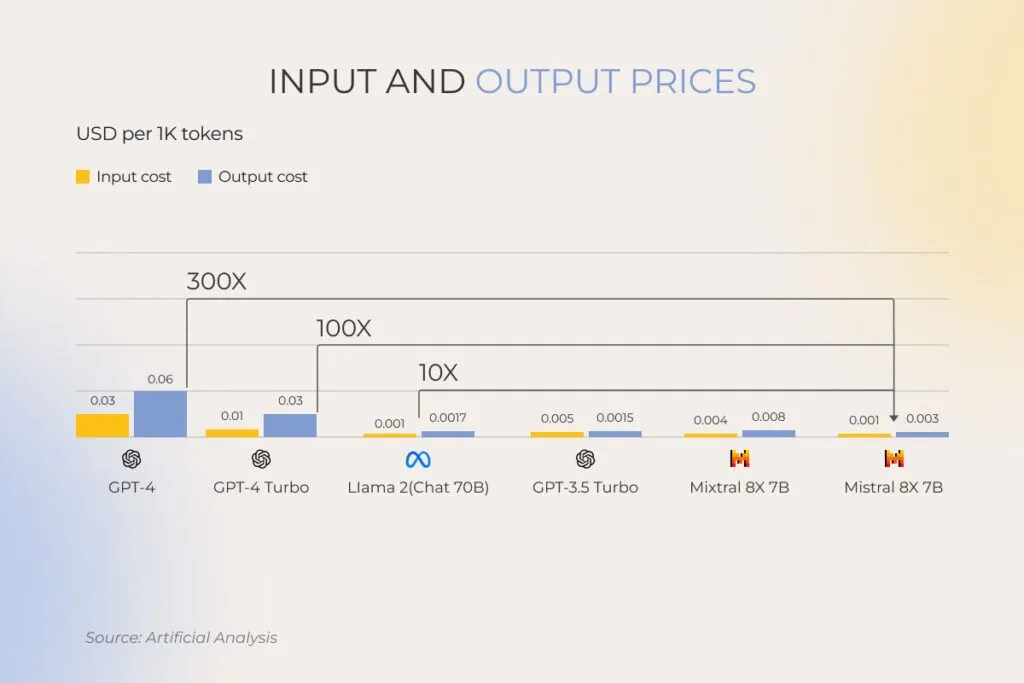 INPUT AND OUTPUT PRICES
USD per 1K tokens
Input cost Output cost
300X
100X
10X
0.03 0.06 0.01 0.03 0.001 0.0017 0.005 0.0015 0.004 0.008 0.001 0.003
GPT-4 GPT-4 Turbo Llama 2(Chat 70B) GPT-3.5 Turbo Mixtral 8X 7B Mistral 8X 7B
Source: Artificial Analysis